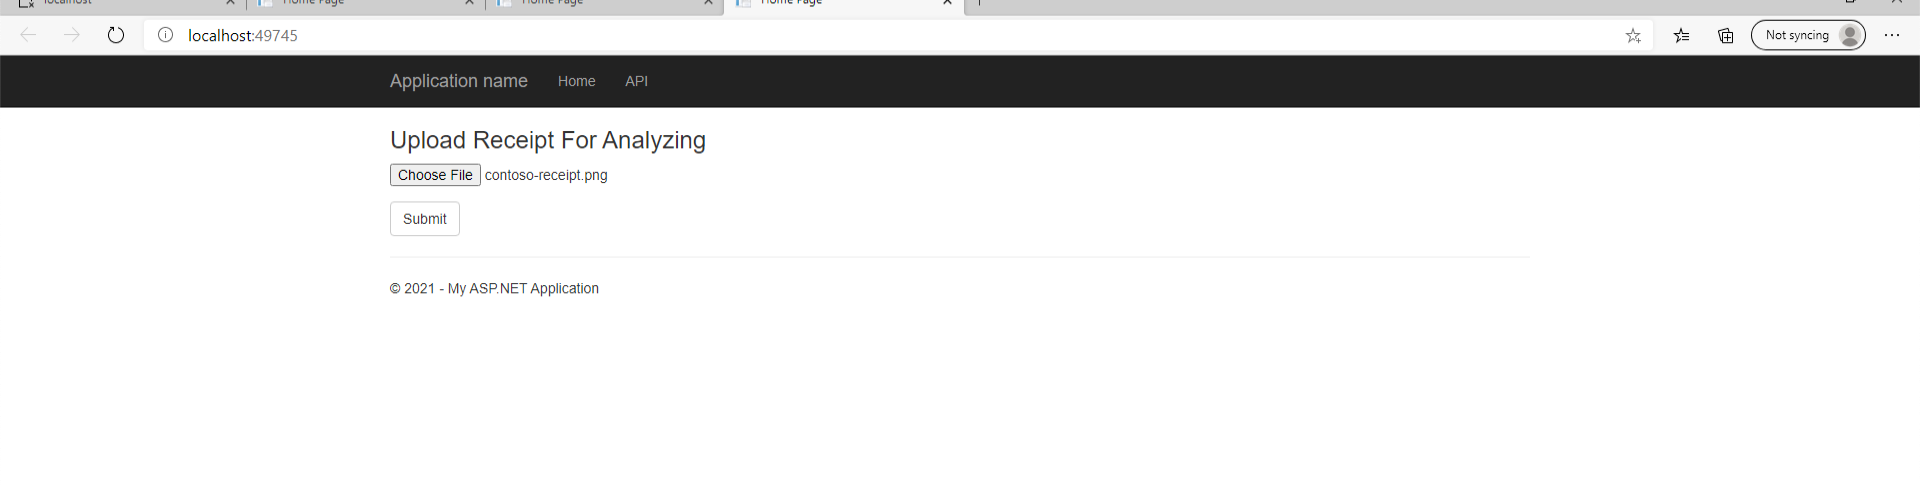 localhost Home Page Home Page Home Page
localhost:49745 Not syncing
Application name Home API
Upload Receipt For Analyzing
Choose File contoso-receipt.png
Submit
© 2021 - My ASP.NET Application